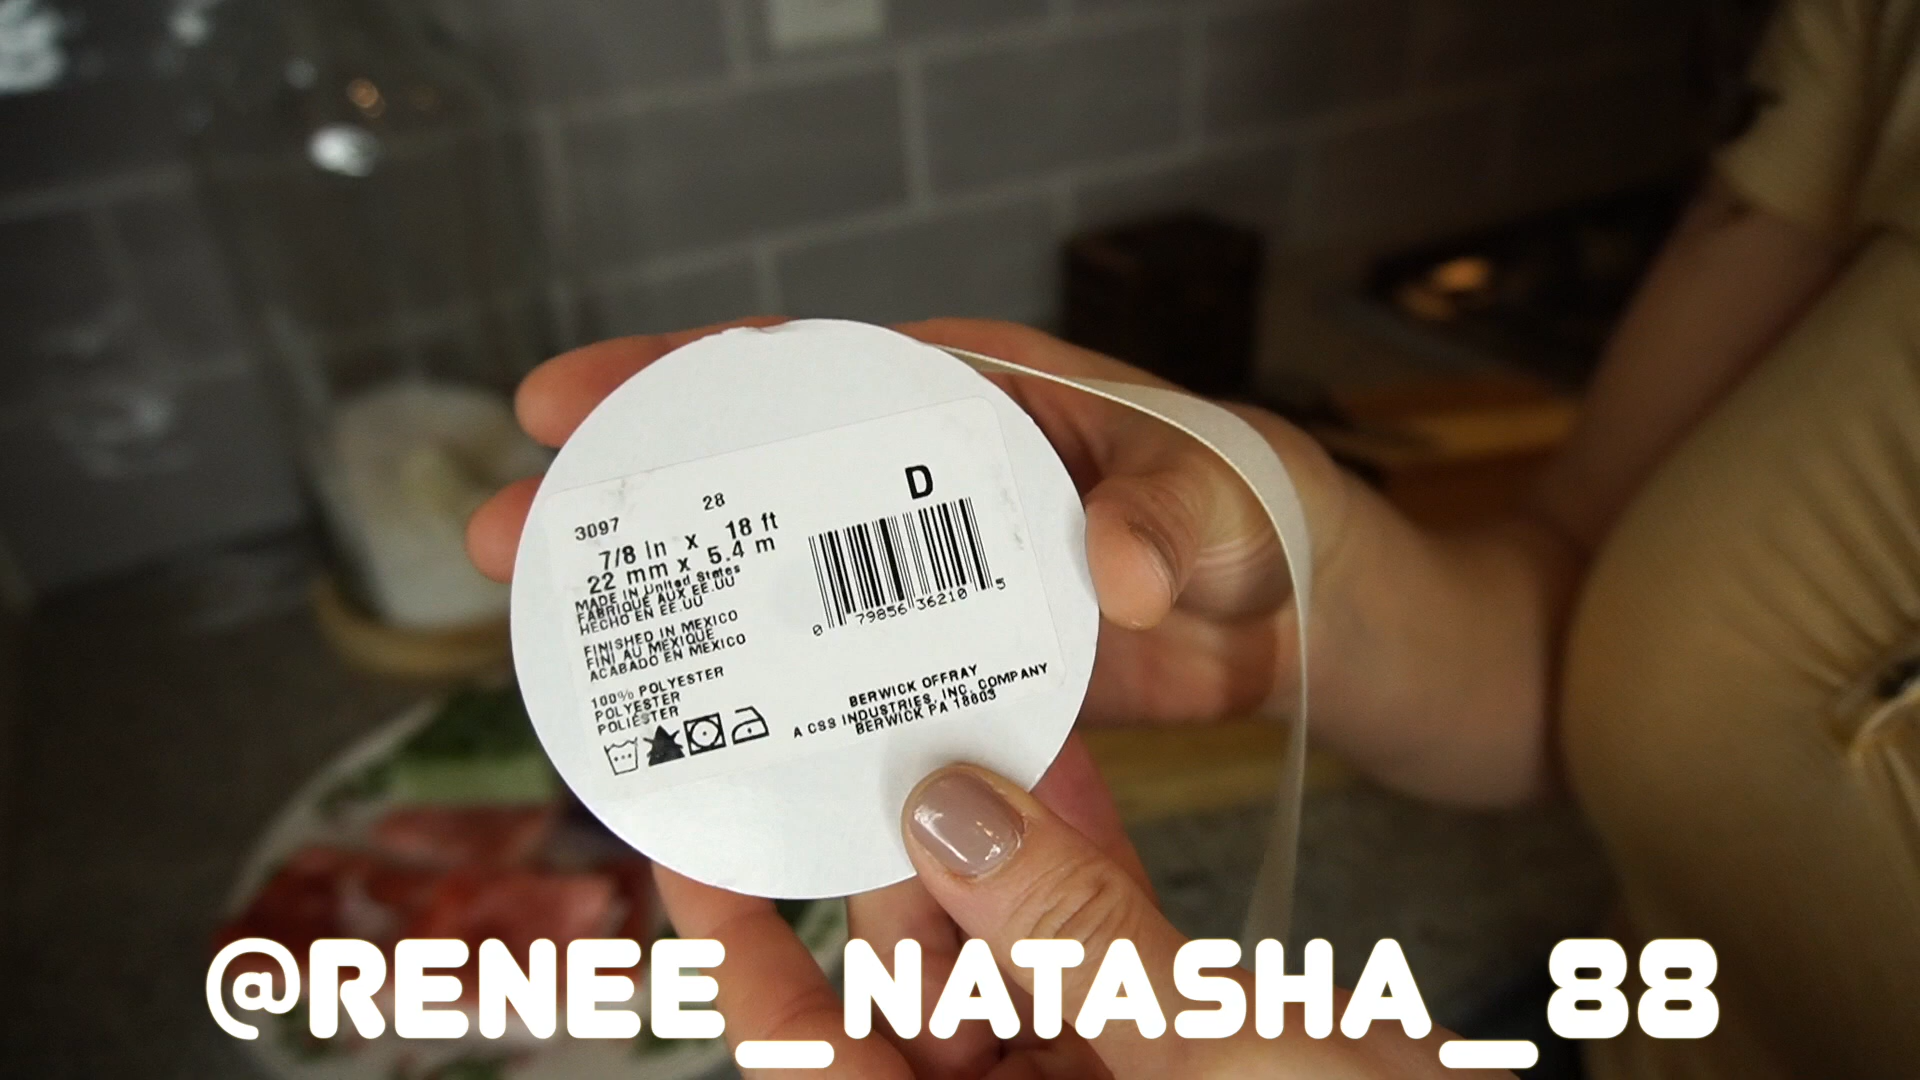 28
D
3097
7/8 in x 18 ft
22 mm x 5.4 m
MADE IN United States
FABRIQUÉ AUX EE.UU
HECHO EN EE.UU
FINISHED IN MEXICO
FINI AU MEXIQUE
ACABADO EN MEXICO
100% POLYESTER
POLYESTER
POLIÉSTER
0 79856 36210 5
BERWICK OFFRAY
A CSS INDUSTRIES, INC. COMPANY
BERWICK PA 18603
@RENEE_NATASHA_88